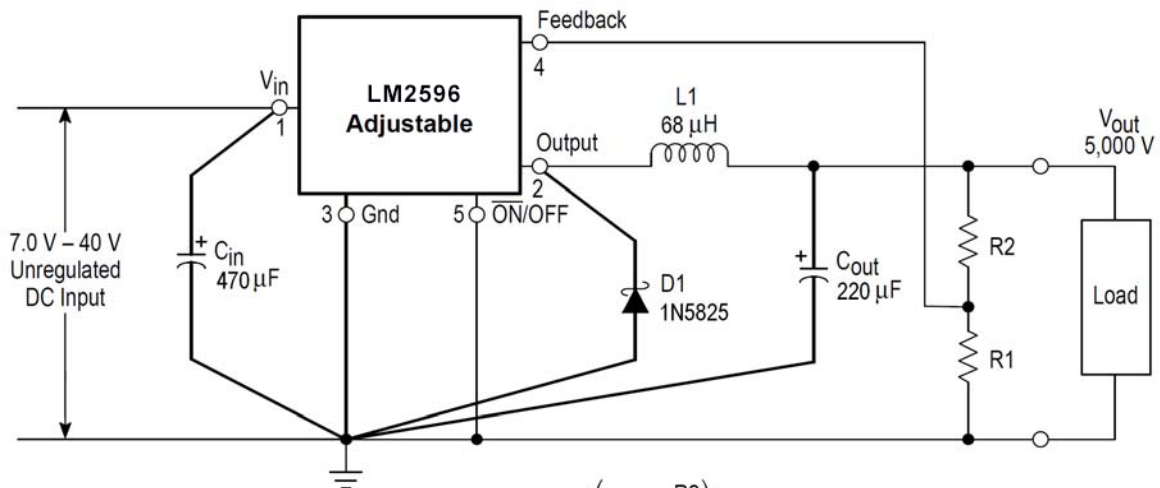 Feedback
4
Vin
1
LM2596
Adjustable
L1
68 µH
Output
2
Vout
5,000 V
3 Gnd
5 ON/OFF
7.0 V – 40 V
Unregulated
DC Input
+
Cin
470 µF
D1
1N5825
+
Cout
220 µF
R2
R1
Load